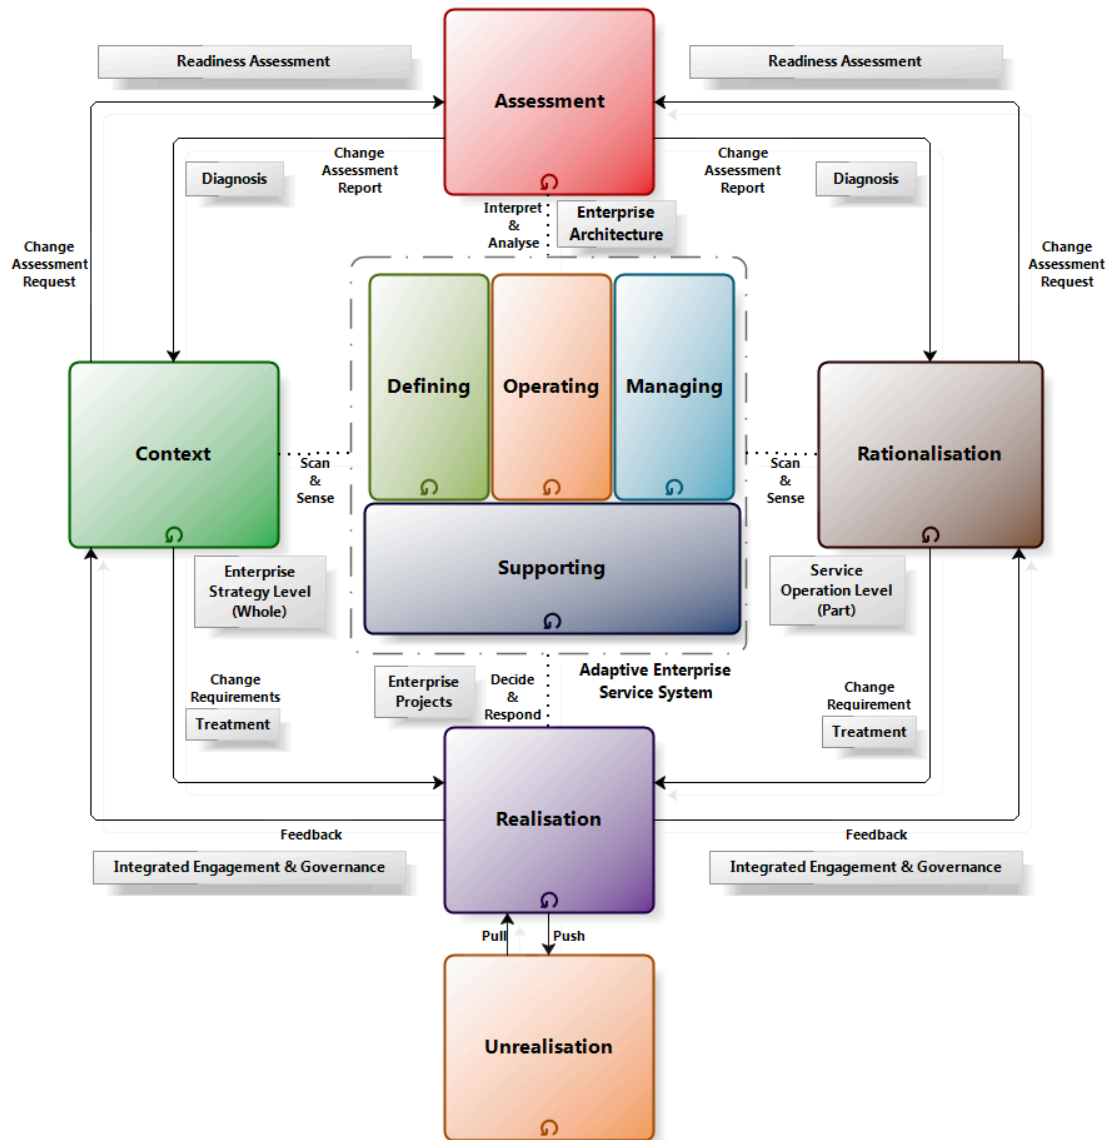 Readiness Assessment
Readiness Assessment
Assessment
Change
Assessment
Report
Change
Assessment
Report
Diagnosis
Diagnosis
Interpret
&
Analyse
Enterprise
Architecture
Change
Assessment
Request
Change
Assessment
Request
Defining
Operating
Managing
Context
Scan
&
Sense
Scan
&
Sense
Rationalisation
Supporting
Enterprise
Strategy Level
(Whole)
Service
Operation Level
(Part)
Adaptive Enterprise
Service System
Enterprise
Projects
Decide
&
Respond
Change
Requirements
Treatment
Change
Requirement
Treatment
Realisation
Feedback
Feedback
Integrated Engagement & Governance
Integrated Engagement & Governance
Pull
Push
Unrealisation